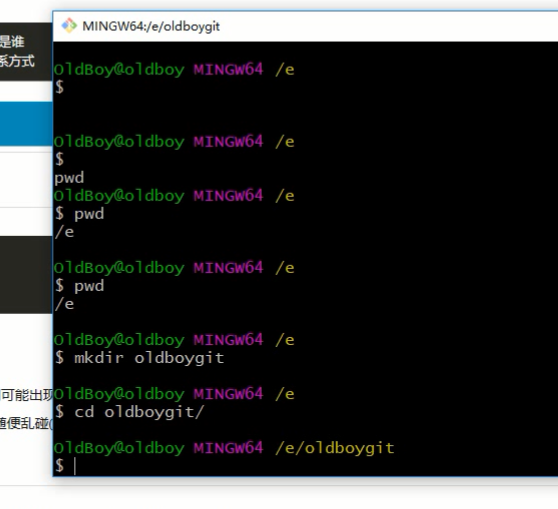 是谁
系方式
可能出现
随便乱碰(
MINGW64:/e/oldboygit
OldBoy@oldboy MINGW64 /e
$
OldBoy@oldboy MINGW64 /e
$
pwd
OldBoy@oldboy MINGW64 /e
$ pwd
/e
OldBoy@oldboy MINGW64 /e
$ pwd
/e
OldBoy@oldboy MINGW64 /e
$ mkdir oldboygit
OldBoy@oldboy MINGW64 /e
$ cd oldboygit/
OldBoy@oldboy MINGW64 /e/oldboygit
$